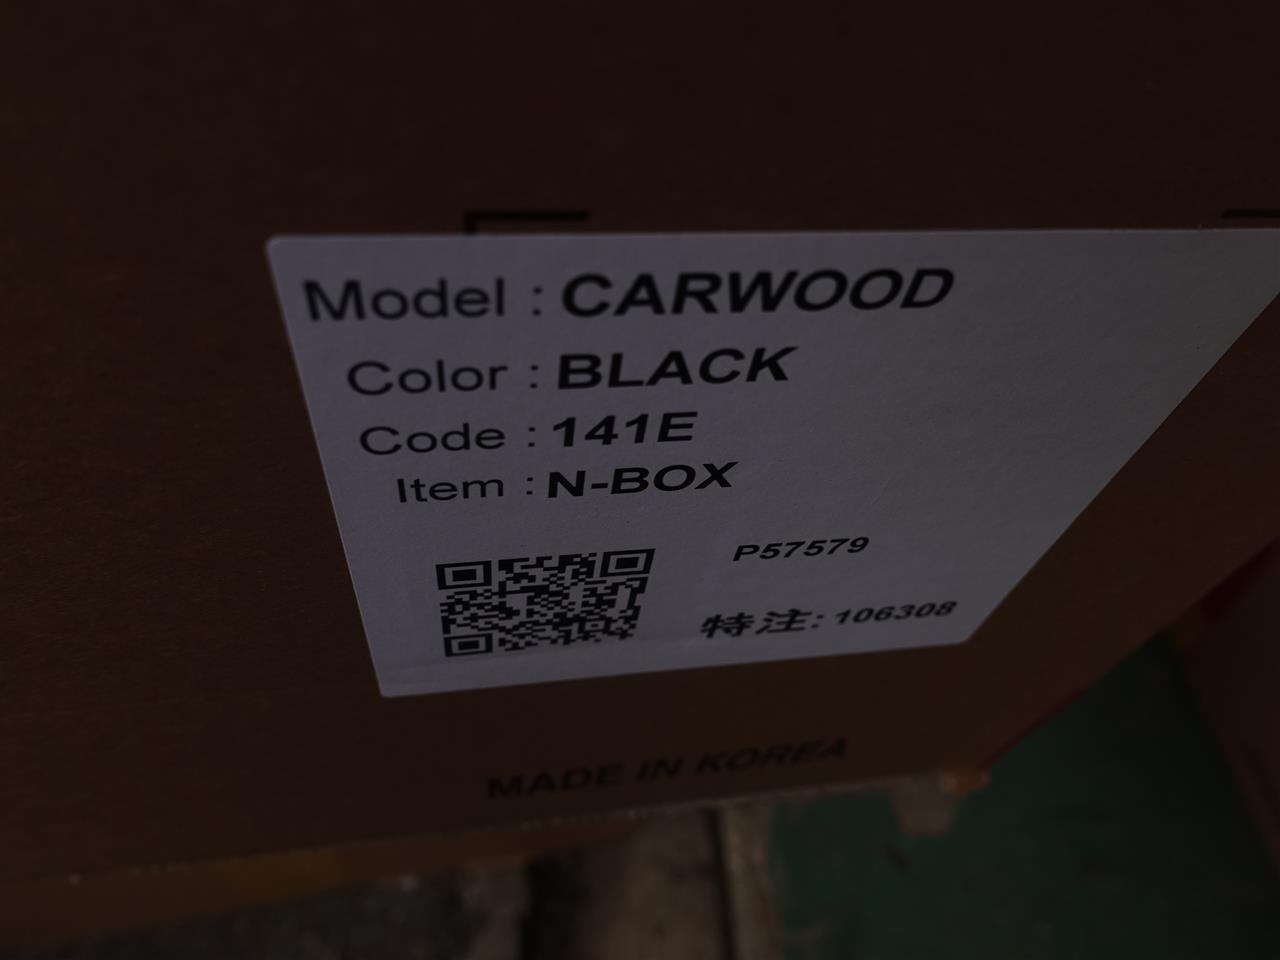 Model : CARWOOD
Color : BLACK
Code : 141E
Item : N-BOX
P57579
特注: 106308
MADE IN KOREA